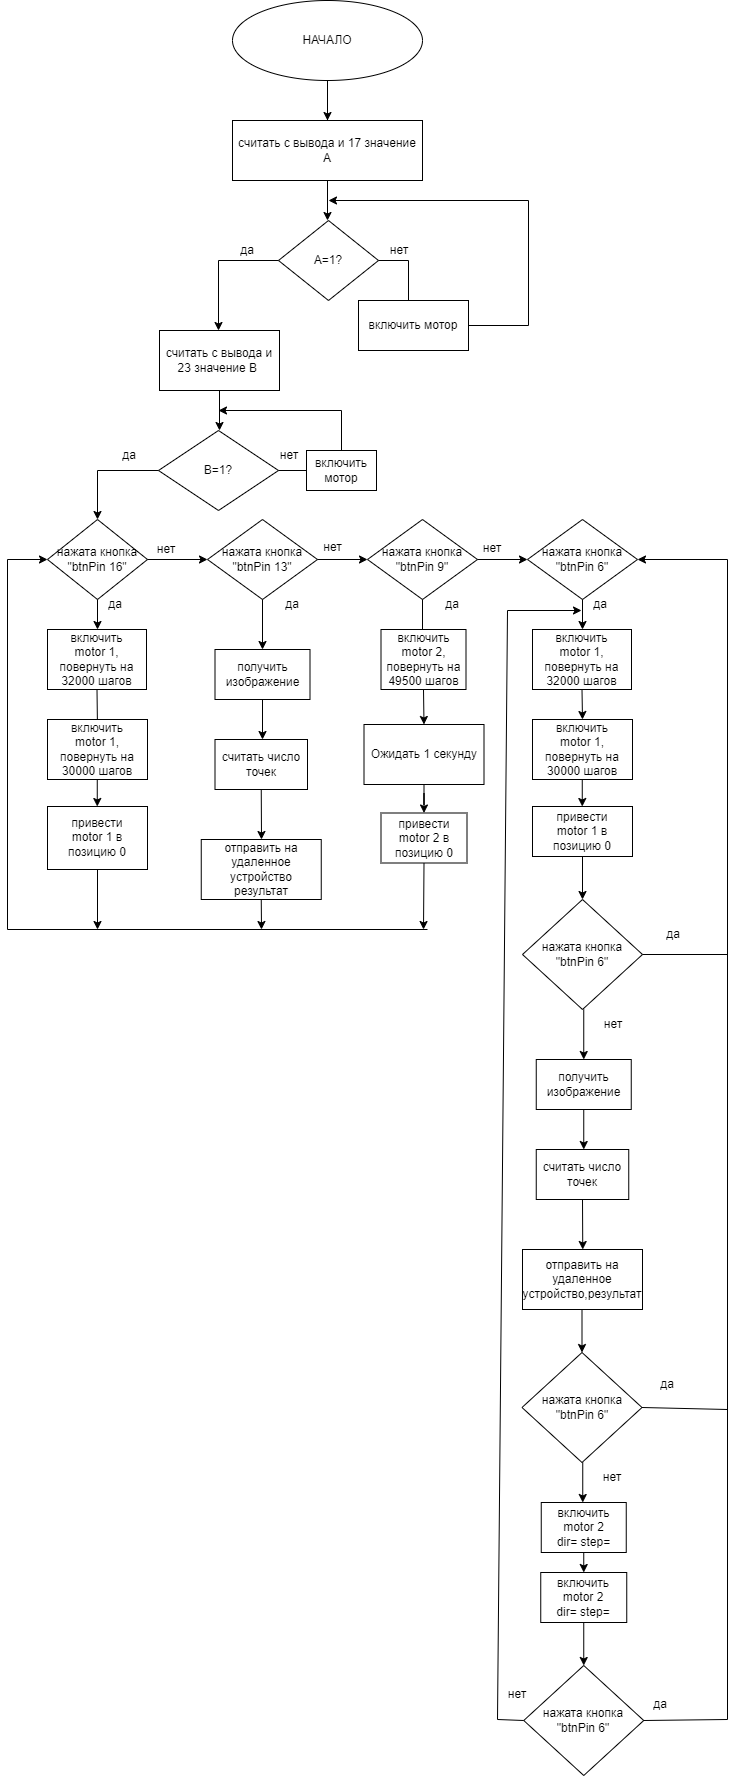 НАЧАЛО
считать с вывода и 17 значение
А
А=1?
да
нет
включить мотор
считать с вывода и
23 значение В
В=1?
да
нет
включить
мотор
нажата кнопка
"btnPin 16"
нет
да
включить
motor 1,
повернуть на
32000 шагов
включить
motor 1,
повернуть на
30000 шагов
привести
motor 1 в
позицию 0
нажата кнопка
"btnPin 13"
нет
да
получить
изображение
считать число
точек
отправить на
удаленное
устройство
результат
нажата кнопка
"btnPin 9"
нет
да
включить
motor 2,
повернуть на
49500 шагов
Ожидать 1 секунду
привести
motor 2 в
позицию 0
нажата кнопка
"btnPin 6"
да
включить
motor 1,
повернуть на
32000 шагов
включить
motor 1,
повернуть на
30000 шагов
привести
motor 1 в
позицию 0
нажата кнопка
"btnPin 6"
да
нет
получить
изображение
считать число
точек
отправить на
удаленное
устройство,результат
нажата кнопка
"btnPin 6"
да
нет
включить
motor 2
dir= step=
включить
motor 2
dir= step=
нажата кнопка
"btnPin 6"
нет
да